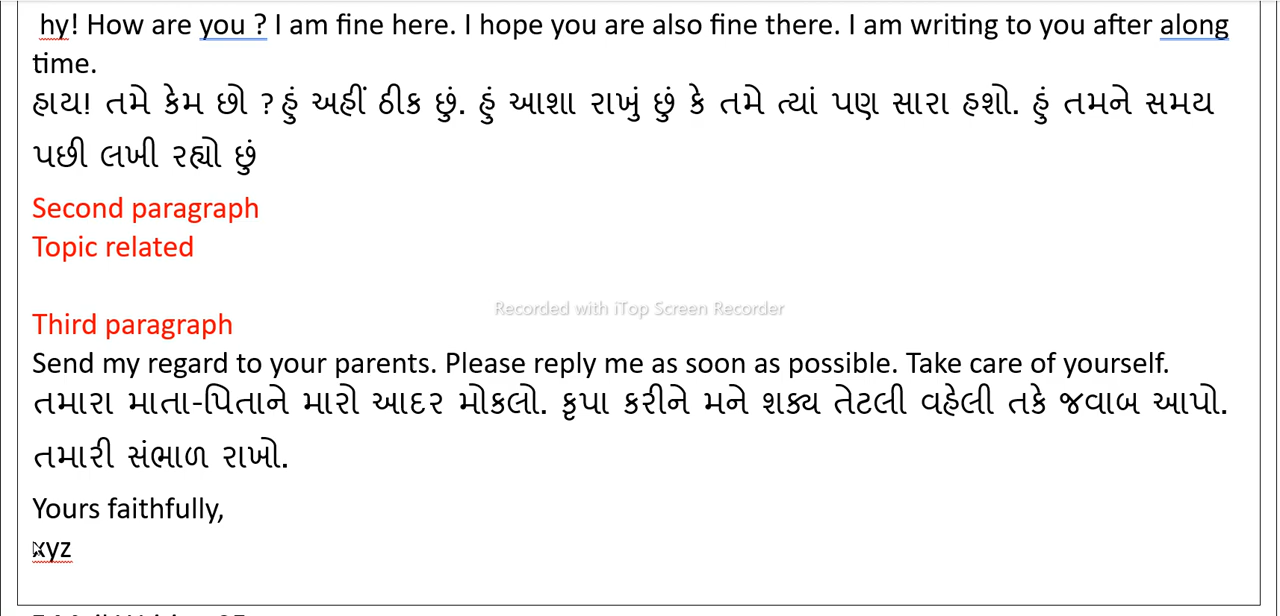 hy! How are you ? I am fine here. I hope you are also fine there. I am writing to you after along
time.
હાય! તમે કેમ છો ? હું અહીં ઠીક છું. હું આશા રાખું છું કે તમે ત્યાં પણ સારા હશો. હું તમને સમય
પછી લખી રહ્યો છું
Second paragraph
Topic related
Recorded with iTop Screen Recorder
Third paragraph
Send my regard to your parents. Please reply me as soon as possible. Take care of yourself.
તમારા માતા-પિતાને મારો આદર મોકલો. કૃપા કરીને મને શક્ય તેટલી વહેલી તકે જવાબ આપો.
તમારી સંભાળ રાખો.
Yours faithfully,
xyz